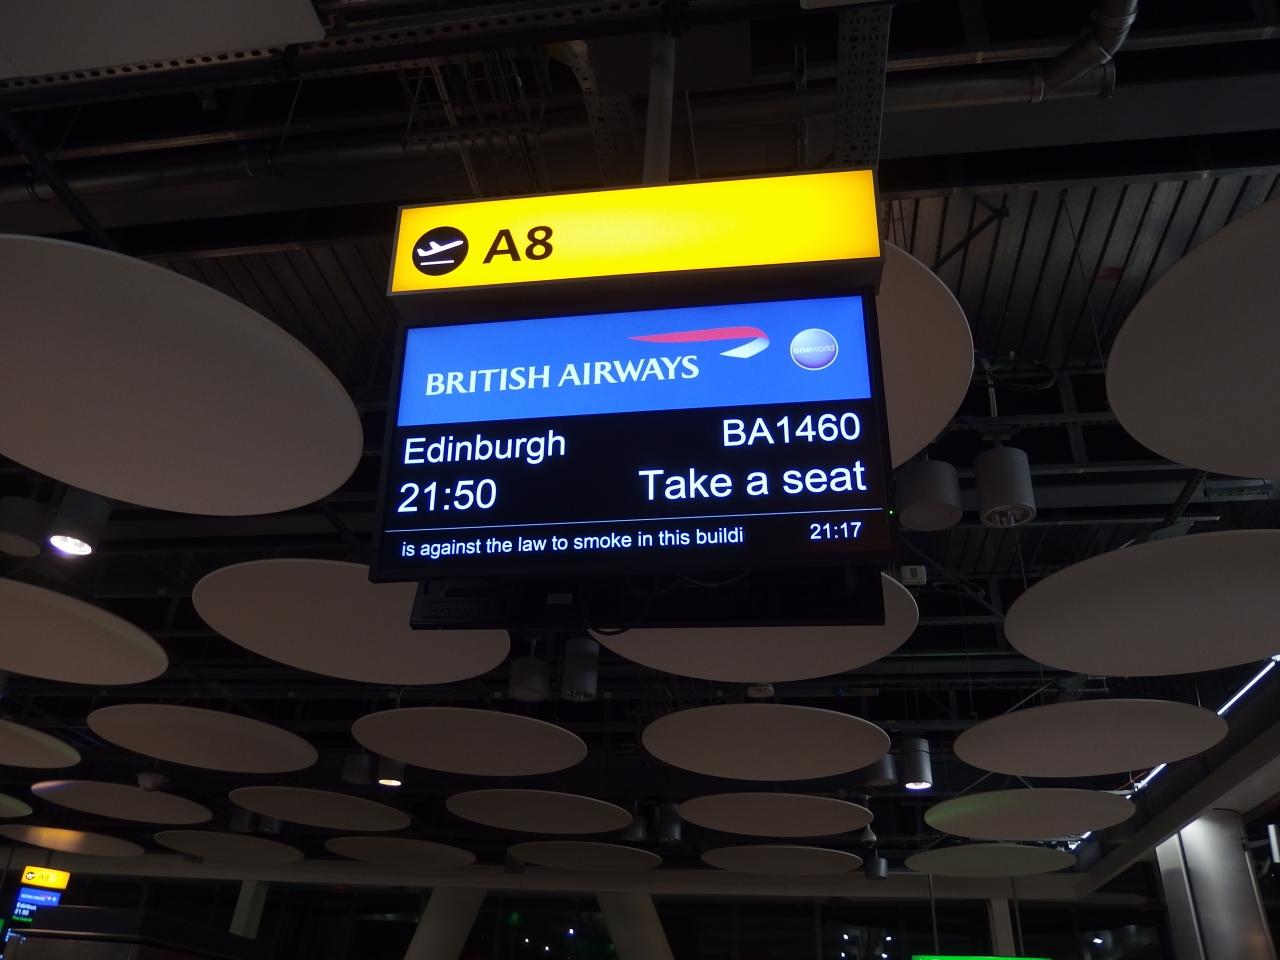 A8
BRITISH AIRWAYS
oneworld
Edinburgh BA1460
21:50 Take a seat
is against the law to smoke in this buildi 21:17